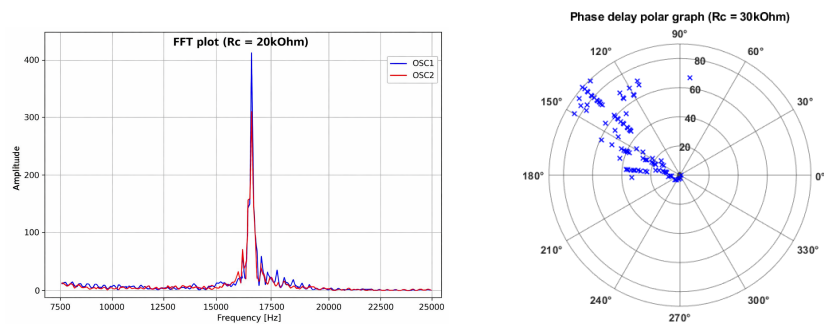 FFT plot (Rc = 20kOhm)
OSC1
OSC2
Amplitude
400
300
200
100
0
7500 10000 12500 15000 17500 20000 22500 25000
Frequency [Hz]
Phase delay polar graph (Rc = 30kOhm)
90°
120° 60°
80
60
150° 30°
40
20
180° 0°
210° 330°
240° 300°
270°